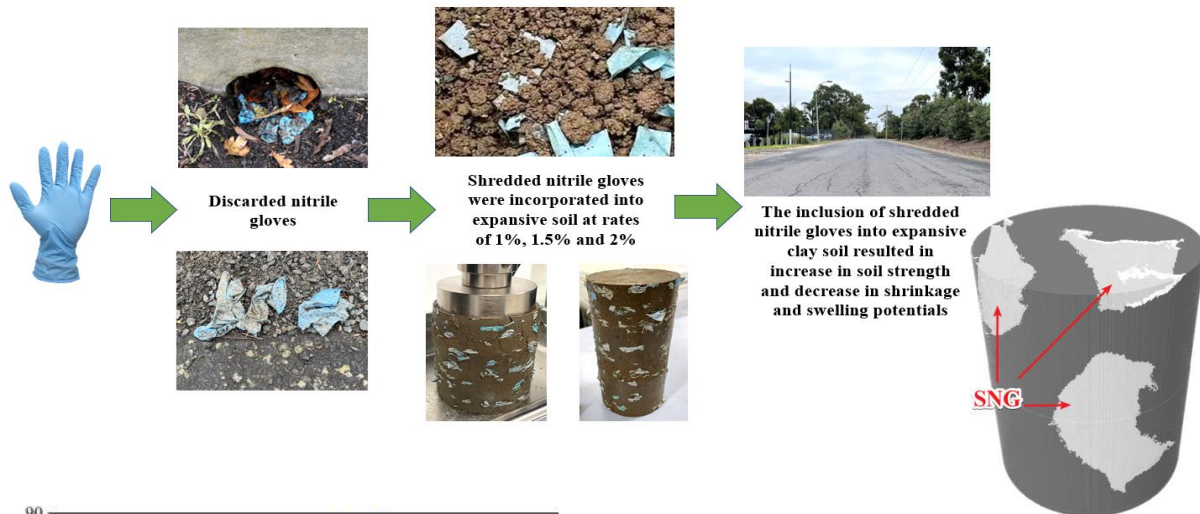 Discarded nitrile
gloves
Shredded nitrile gloves
were incorporated into
expansive soil at rates
of 1%, 1.5% and 2%
The inclusion of shredded
nitrile gloves into expansive
clay soil resulted in
increase in soil strength
and decrease in shrinkage
and swelling potentials
SNG
90